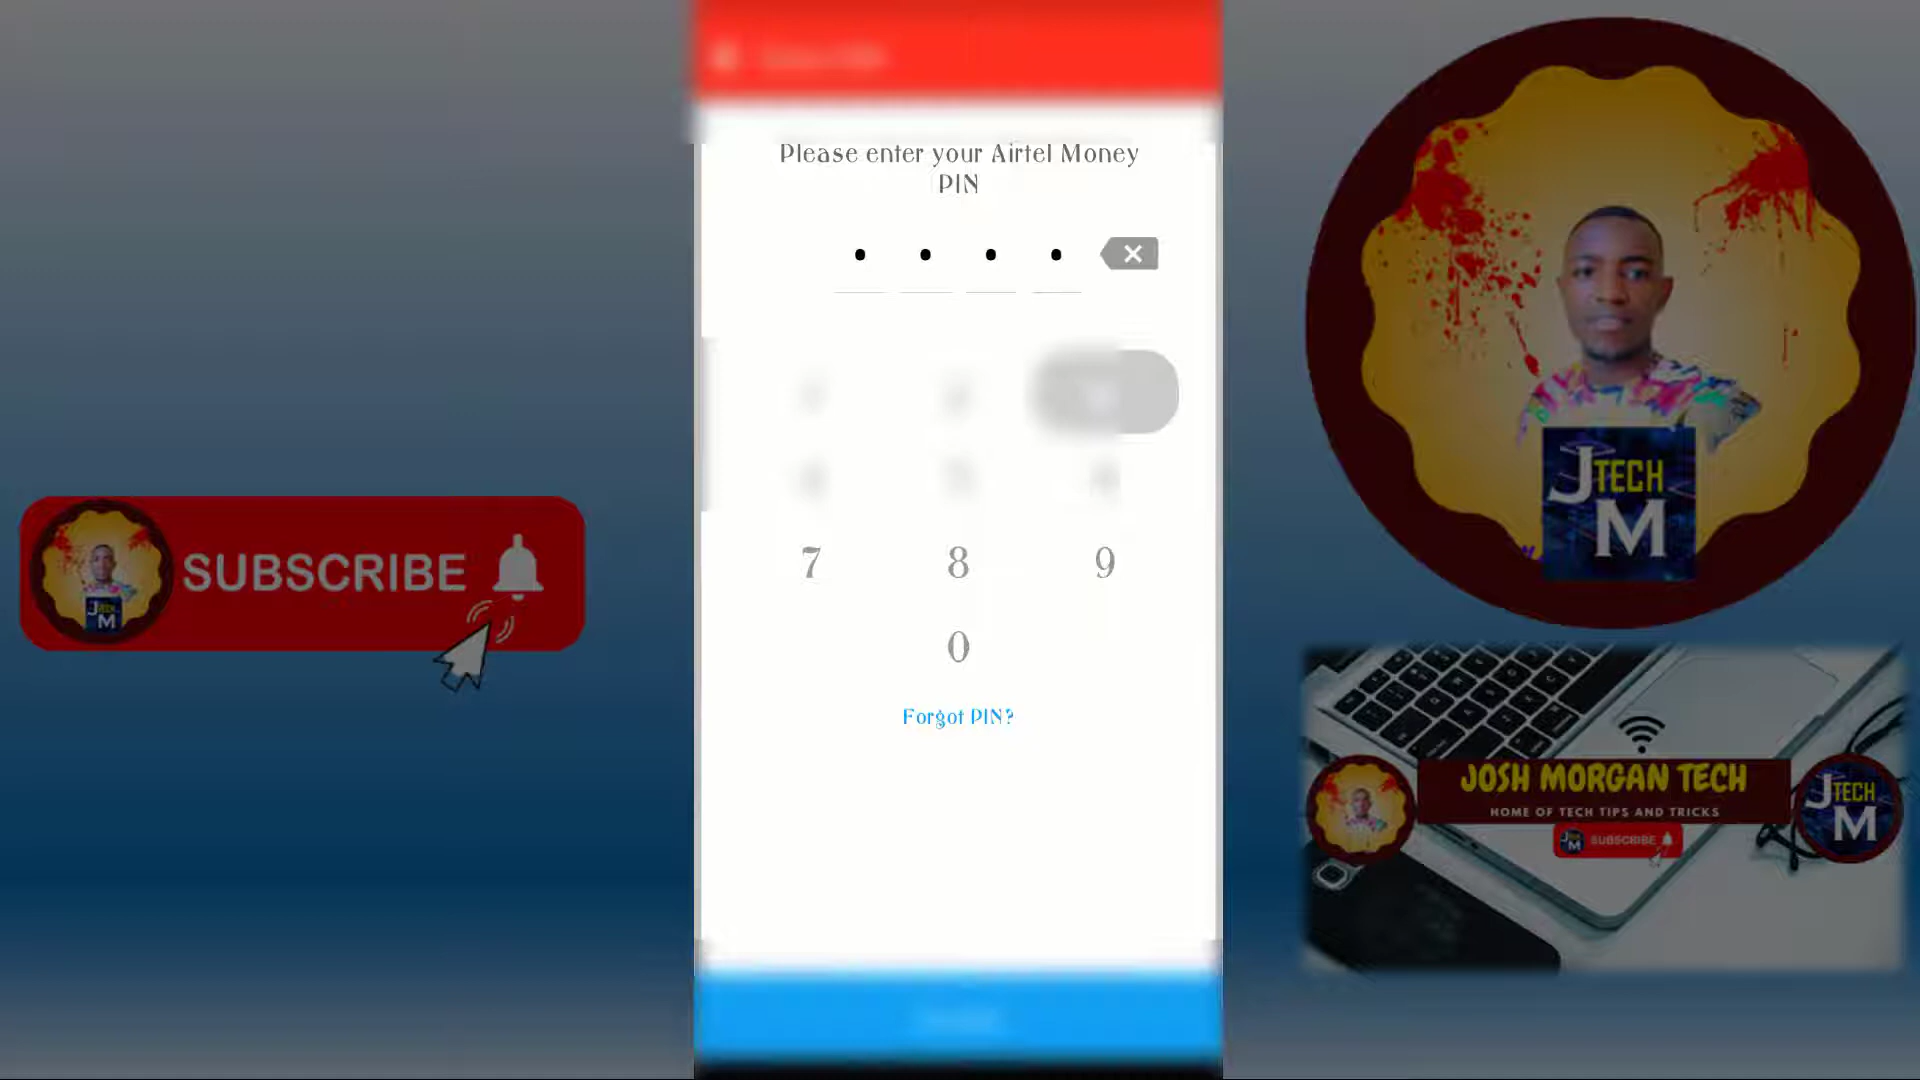 Please enter your Airtel Money
PIN
7 8 9
0
Forgot PIN?
SUBSCRIBE
JTECH
M
JTECH
M
JOSH MORGAN TECH
HOME OF TECH TIPS AND TRICKS
SUBSCRIBE
JTECH
M